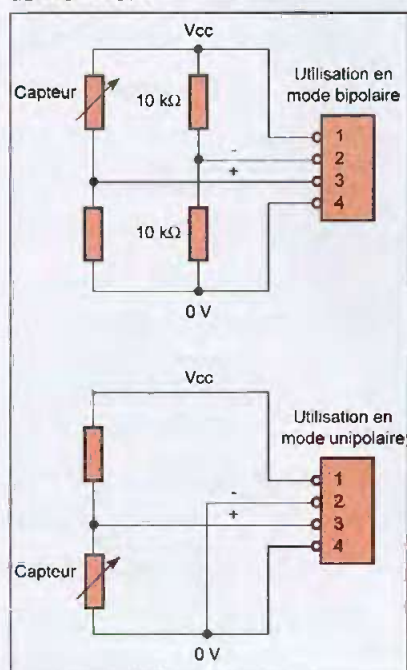 Vcc
Utilisation en
mode bipolaire
Capteur
10 kΩ
1
-
2
+
3
4
10 kΩ
0 V
Vcc
Utilisation en
mode unipolaire
1
-
2
+
3
4
Capteur
0 V